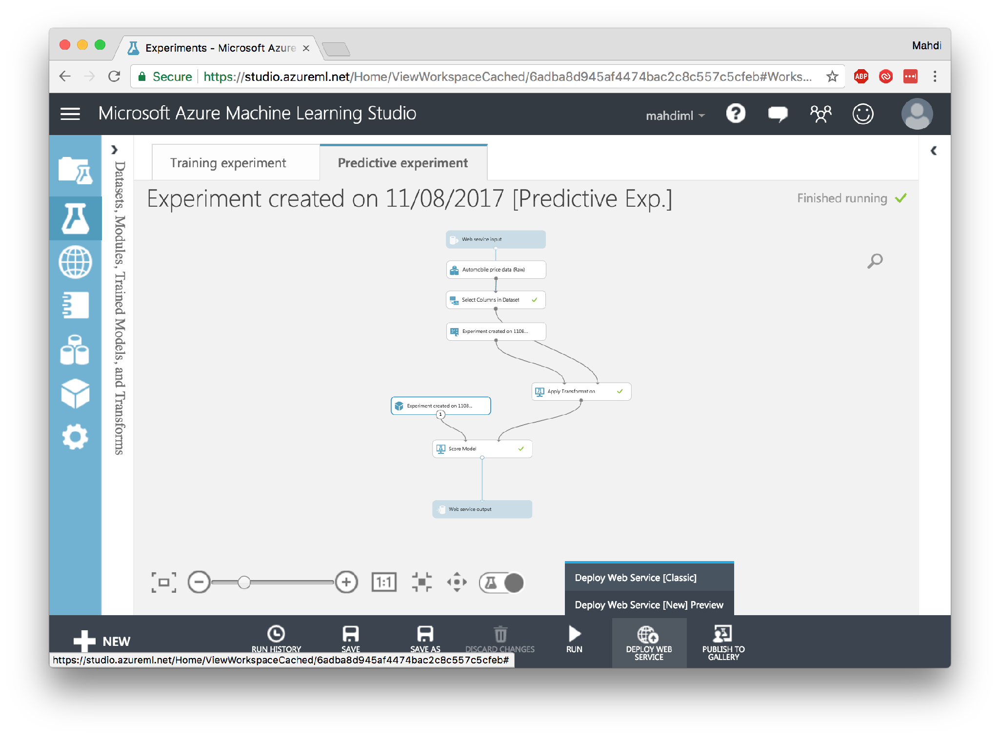 Experiments - Microsoft Azure
Mahdi
Secure
https://studio.azureml.net/Home/ViewWorkspaceCached/6adba8d945af4474bac2c8c557c5cfeb#Works...
ABP
Microsoft Azure Machine Learning Studio
mahdiml
Datasets, Modules, Trained Models, and Transforms
Training experiment
Predictive experiment
Experiment created on 11/08/2017 [Predictive Exp.]
Finished running
Web service input
Automobile price data (Raw)
Select Columns in Dataset
Experiment created on 1108...
Apply Transformation
Experiment created on 1108...
1
Score Model
Web service output
1:1
Deploy Web Service [Classic]
Deploy Web Service [New] Preview
NEW
RUN HISTORY
SAVE
SAVE AS
DISCARD CHANGES
RUN
DEPLOY WEB
SERVICE
PUBLISH TO
GALLERY
https://studio.azureml.net/Home/ViewWorkspaceCached/6adba8d945af4474bac2c8c557c5cfeb#